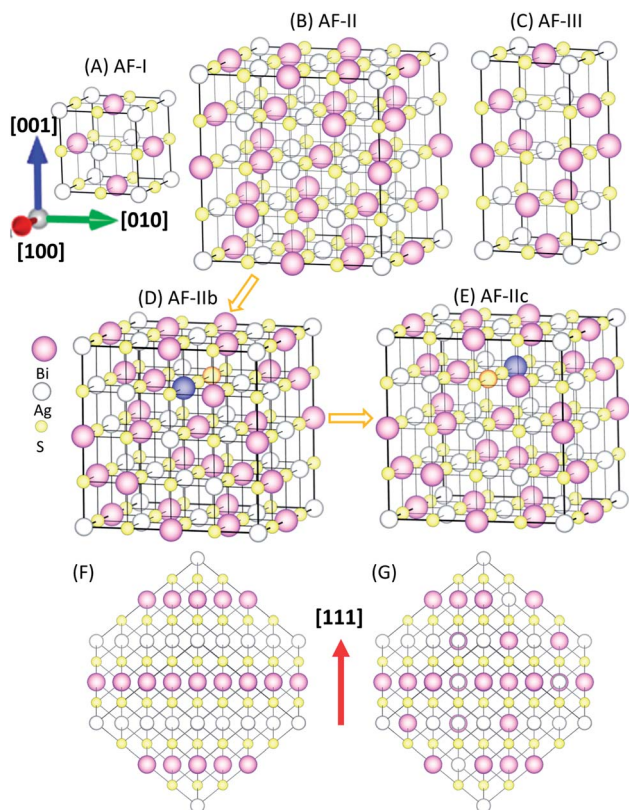 (A) AF-I
(B) AF-II
(C) AF-III
[001]
[010]
[100]
(D) AF-IIb
(E) AF-IIc
Bi
Ag
S
(F)
(G)
[111]